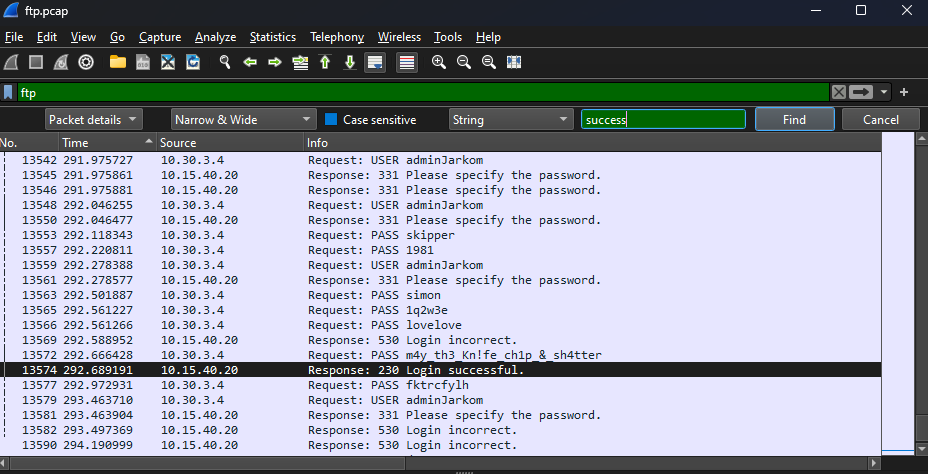 ftp.pcap
File Edit View Go Capture Analyze Statistics Telephony Wireless Tools Help
ftp
Packet details Narrow & Wide Case sensitive String success Find Cancel
No. Time Source Info
13542 291.975727 10.30.3.4 Request: USER adminJarkom
13545 291.975861 10.15.40.20 Response: 331 Please specify the password.
13546 291.975881 10.15.40.20 Response: 331 Please specify the password.
13548 292.046255 10.30.3.4 Request: USER adminJarkom
13550 292.046477 10.15.40.20 Response: 331 Please specify the password.
13553 292.118343 10.30.3.4 Request: PASS skipper
13557 292.220811 10.30.3.4 Request: PASS 1981
13559 292.278388 10.30.3.4 Request: USER adminJarkom
13561 292.278577 10.15.40.20 Response: 331 Please specify the password.
13563 292.501887 10.30.3.4 Request: PASS simon
13565 292.561227 10.30.3.4 Request: PASS 1q2w3e
13566 292.561266 10.30.3.4 Request: PASS lovelove
13569 292.588952 10.15.40.20 Response: 530 Login incorrect.
13572 292.666428 10.30.3.4 Request: PASS m4y_th3_Kn!fe_ch1p_&_sh4tter
13574 292.689191 10.15.40.20 Response: 230 Login successful.
13577 292.972931 10.30.3.4 Request: PASS fktrcfylh
13579 293.463710 10.30.3.4 Request: USER adminJarkom
13581 293.463904 10.15.40.20 Response: 331 Please specify the password.
13582 293.497369 10.15.40.20 Response: 530 Login incorrect.
13590 294.190999 10.15.40.20 Response: 530 Login incorrect.